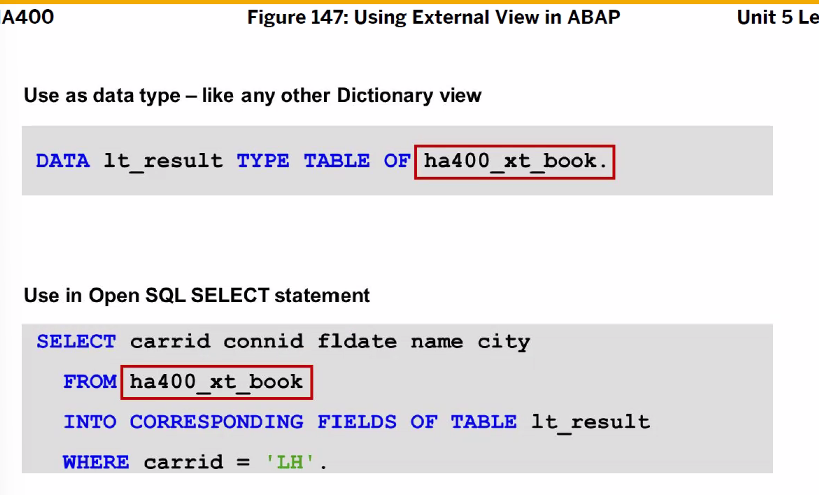 A400 Figure 147: Using External View in ABAP Unit 5 Le
Use as data type – like any other Dictionary view
DATA lt_result TYPE TABLE OF ha400_xt_book.
Use in Open SQL SELECT statement
SELECT carrid connid fldate name city
FROM ha400_xt_book
INTO CORRESPONDING FIELDS OF TABLE lt_result
WHERE carrid = 'LH'.